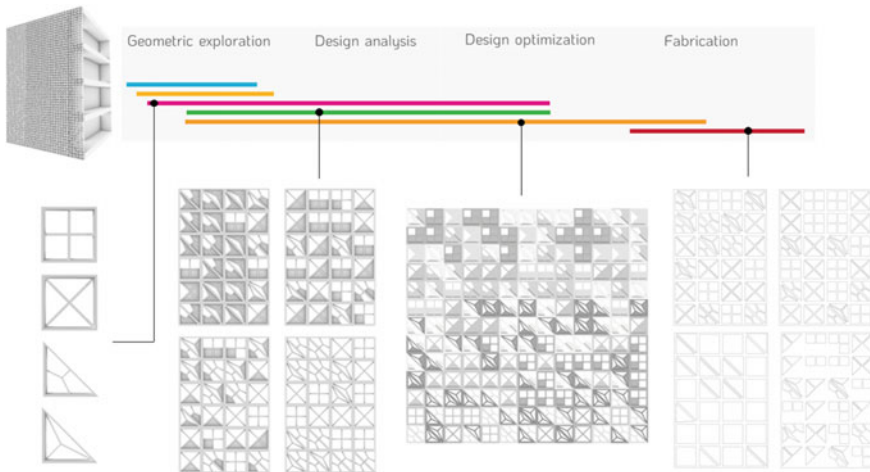 Geometric exploration
Design analysis
Design optimization
Fabrication